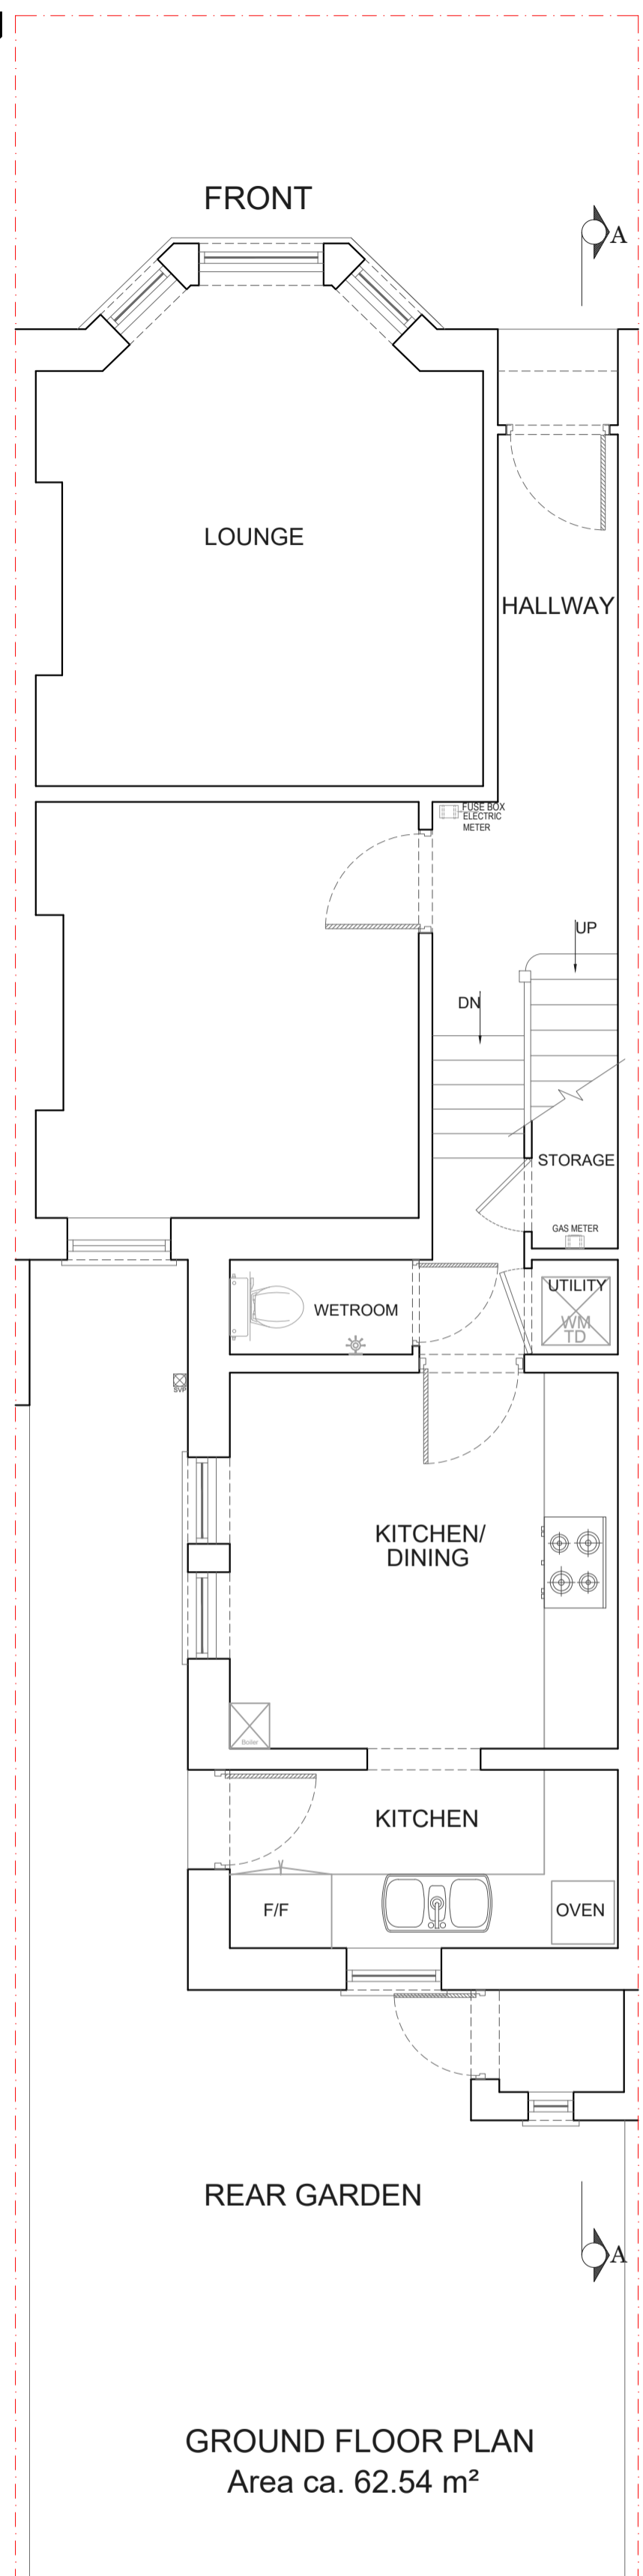 FRONT
A
LOUNGE
HALLWAY
FUSE BOX
ELECTRIC
METER
UP
DN
STORAGE
GAS METER
UTILITY
WM
TD
WETROOM
SVP
KITCHEN/
DINING
Boiler
KITCHEN
F/F
OVEN
REAR GARDEN
A
GROUND FLOOR PLAN
Area ca. 62.54 m²